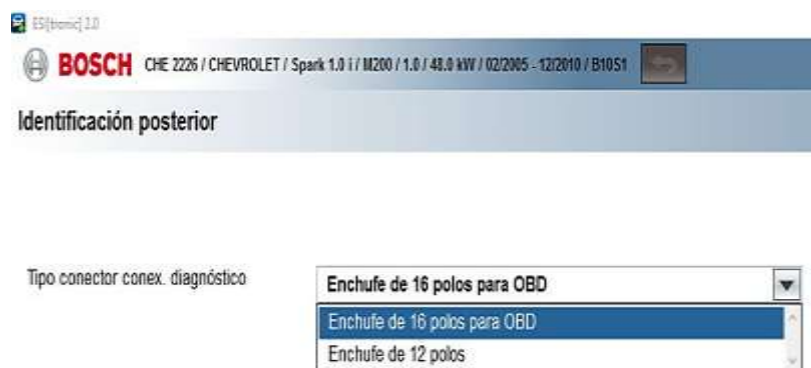 ES[tronic] 2.0
BOSCH CHE 2226 / CHEVROLET / Spark 1.0 i / M200 / 1.0 / 48.0 kW / 02/2005 - 12/2010 / B10S1
Identificación posterior
Tipo conector conex. diagnóstico
Enchufe de 16 polos para OBD
Enchufe de 16 polos para OBD
Enchufe de 12 polos